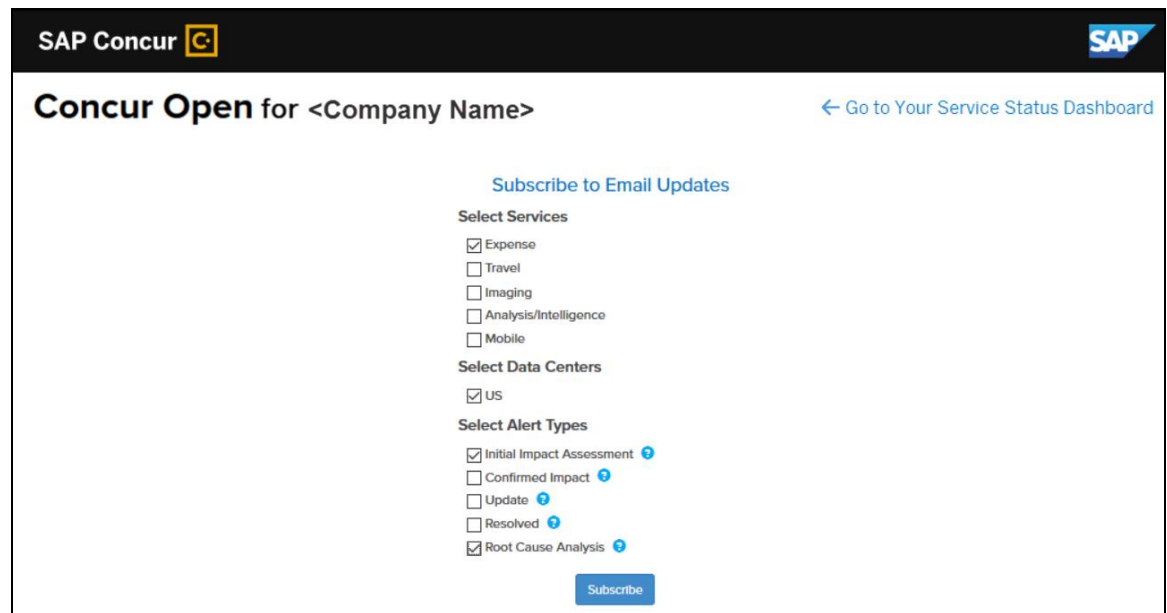 SAP Concur C
SAP
Concur Open for <Company Name>
← Go to Your Service Status Dashboard
Subscribe to Email Updates
Select Services
Expense
Travel
Imaging
Analysis/Intelligence
Mobile
Select Data Centers
US
Select Alert Types
Initial Impact Assessment ?
Confirmed Impact ?
Update ?
Resolved ?
Root Cause Analysis ?
Subscribe